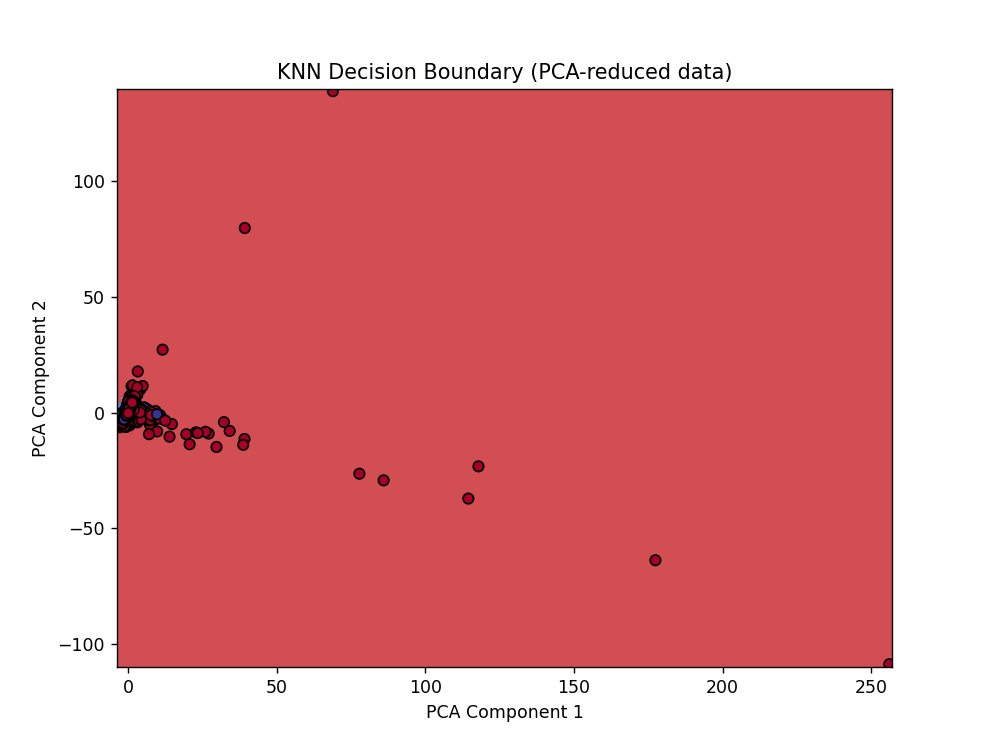 KNN Decision Boundary (PCA-reduced data)
PCA Component 2
100
50
0
−50
−100
0 50 100 150 200 250
PCA Component 1